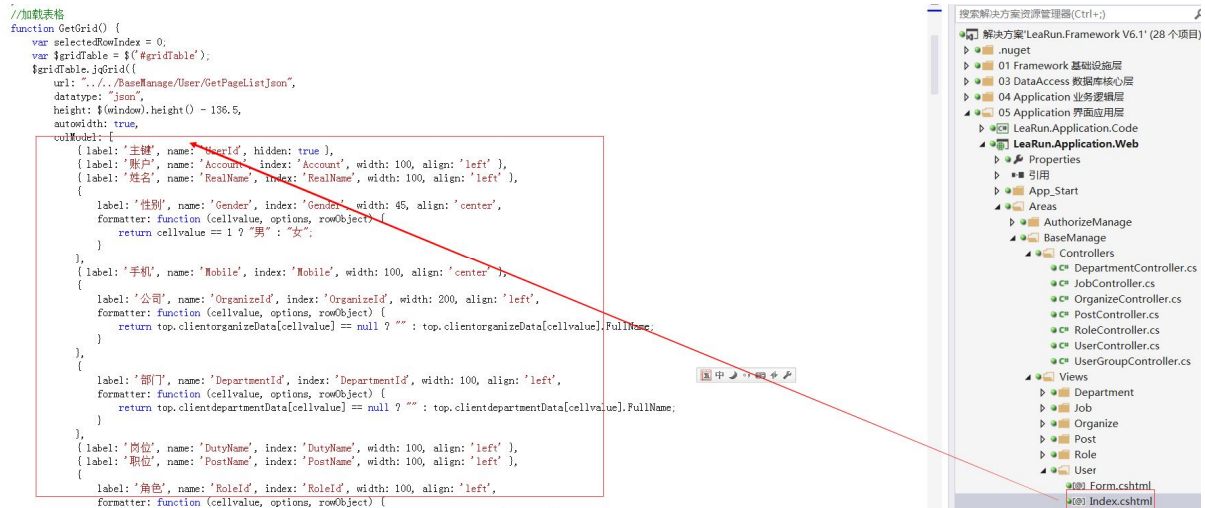 //加载表格
function GetGrid() {
var selectedRowIndex = 0;
var $gridTable = $('#gridTable');
$gridTable.jqGrid({
url: "../../BaseManage/User/GetPageListJson",
datatype: "json",
height: $(window).height() - 136.5,
autowidth: true,
colModel: [
{ label: '主键', name: 'UserId', hidden: true },
{ label: '账户', name: 'Account', index: 'Account', width: 100, align: 'left' },
{ label: '姓名', name: 'RealName', index: 'RealName', width: 100, align: 'left' },
{
label: '性别', name: 'Gender', index: 'Gender', width: 45, align: 'center',
formatter: function (cellvalue, options, rowObject) {
return cellvalue == 1 ? "男" : "女";
}
},
{ label: '手机', name: 'Mobile', index: 'Mobile', width: 100, align: 'center' },
{
label: '公司', name: 'OrganizeId', index: 'OrganizeId', width: 200, align: 'left',
formatter: function (cellvalue, options, rowObject) {
return top.clientorganizeData[cellvalue] == null ? "" : top.clientorganizeData[cellvalue].FullName;
}
},
{
label: '部门', name: 'DepartmentId', index: 'DepartmentId', width: 100, align: 'left',
formatter: function (cellvalue, options, rowObject) {
return top.clientdepartmentData[cellvalue] == null ? "" : top.clientdepartmentData[cellvalue].FullName;
}
},
{ label: '岗位', name: 'DutyName', index: 'DutyName', width: 100, align: 'left' },
{ label: '职位', name: 'PostName', index: 'PostName', width: 100, align: 'left' },
{
label: '角色', name: 'RoleId', index: 'RoleId', width: 100, align: 'left',
formatter: function (cellvalue, options, rowObject) {
中
搜索解决方案资源管理器(Ctrl+;)
解决方案'LeaRun.Framework V6.1' (28 个项目)
.nuget
01 Framework 基础设施层
03 DataAccess 数据库核心层
04 Application 业务逻辑层
05 Application 界面应用层
LeaRun.Application.Code
LeaRun.Application.Web
Properties
引用
App_Start
Areas
AuthorizeManage
BaseManage
Controllers
C# DepartmentController.cs
C# JobController.cs
C# OrganizeController.cs
C# PostController.cs
C# RoleController.cs
C# UserController.cs
C# UserGroupController.cs
Views
Department
Job
Organize
Post
Role
User
[@] Form.cshtml
[@] Index.cshtml